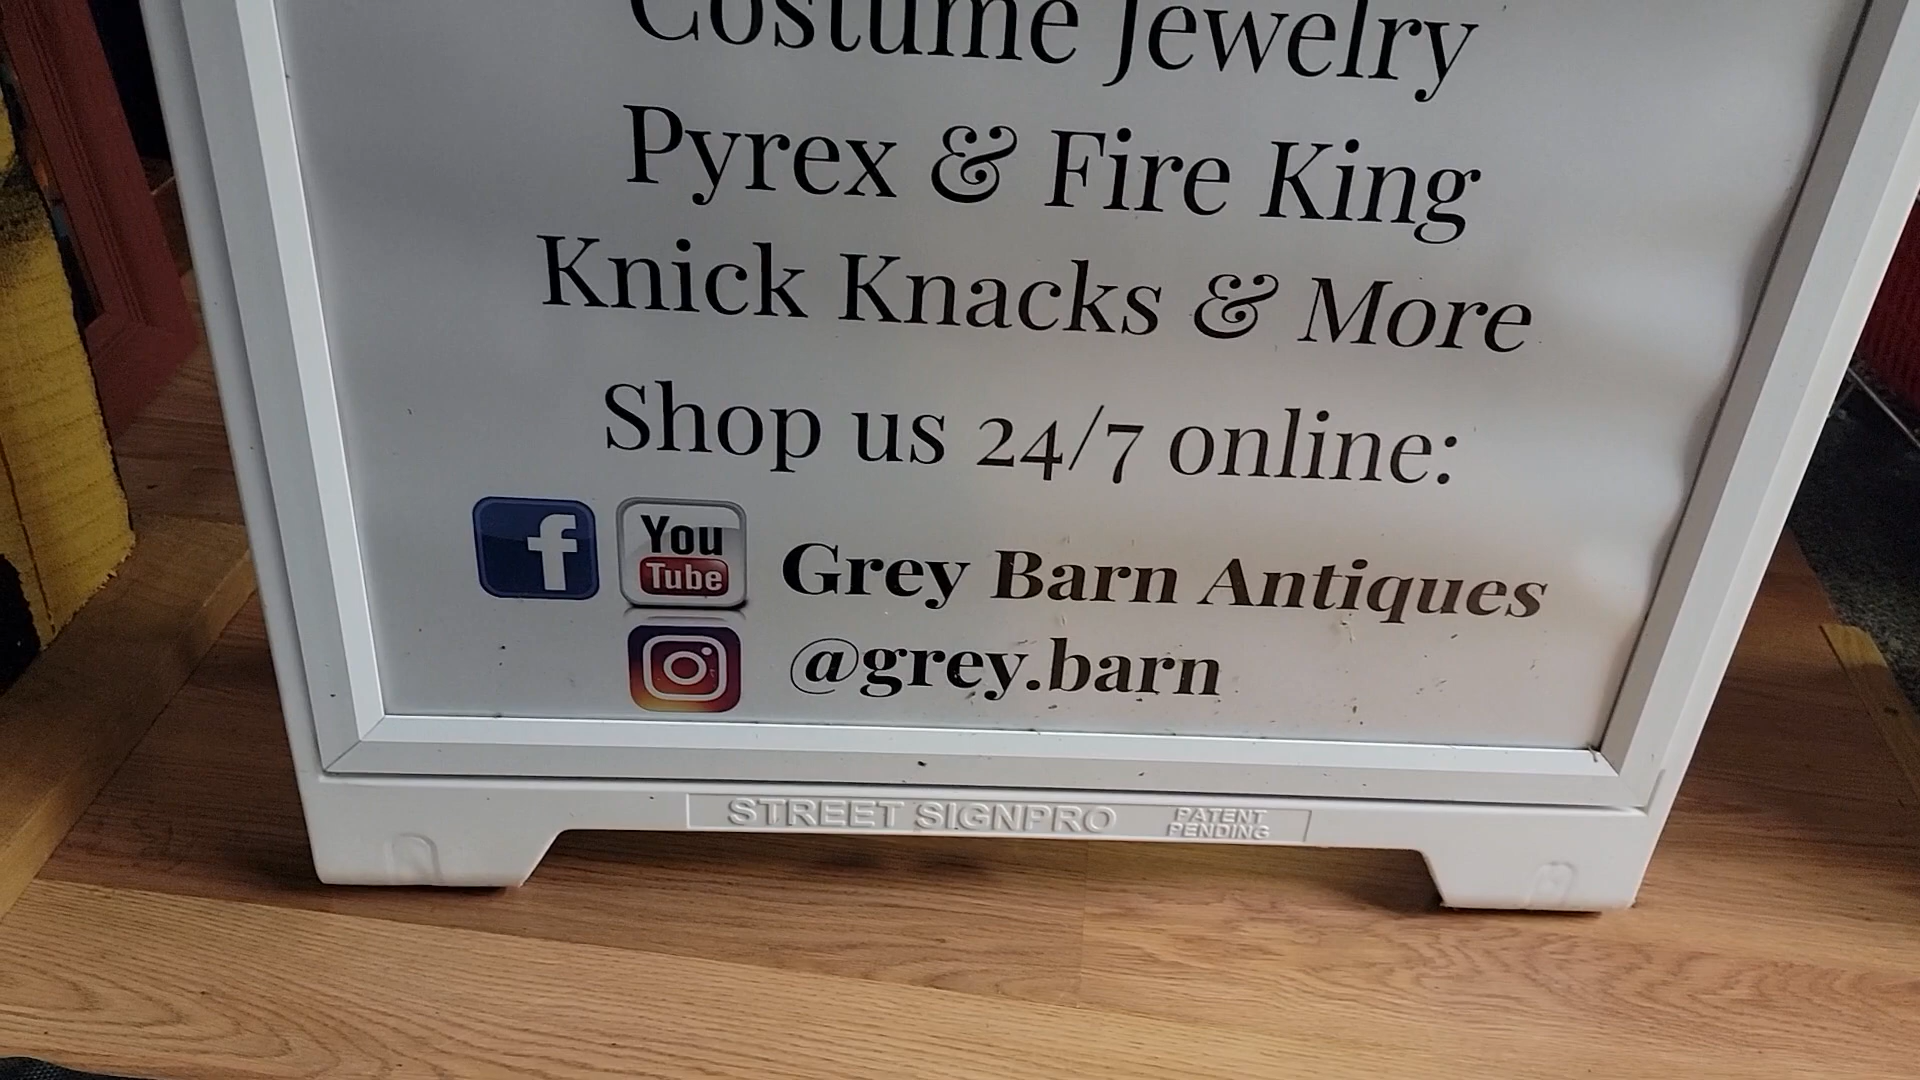 Costume Jewelry
Pyrex & Fire King
Knick Knacks & More
Shop us 24/7 online:
f You Tube Grey Barn Antiques
@grey.barn
STREET SIGNPRO PATENT PENDING